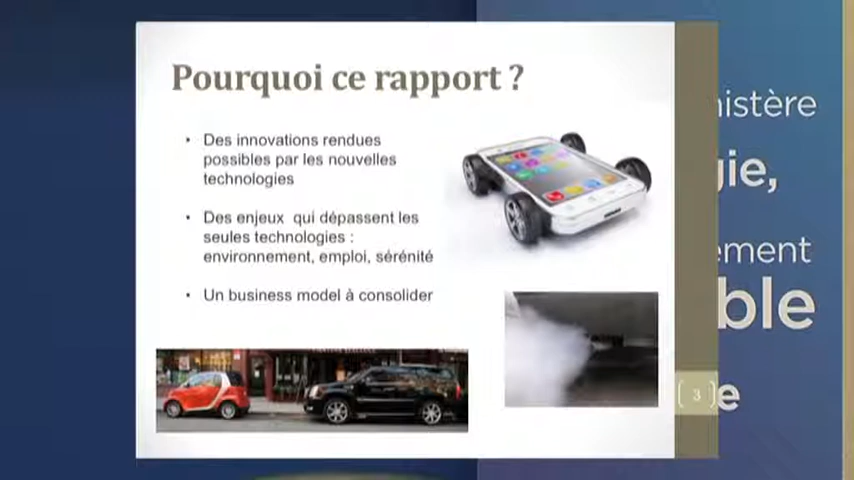 Pourquoi ce rapport ?
• Des innovations rendues
possibles par les nouvelles
technologies
• Des enjeux qui dépassent les
seules technologies :
environnement, emploi, sérénité
• Un business model à consolider
3
nistère
gie,
ement
ble
e